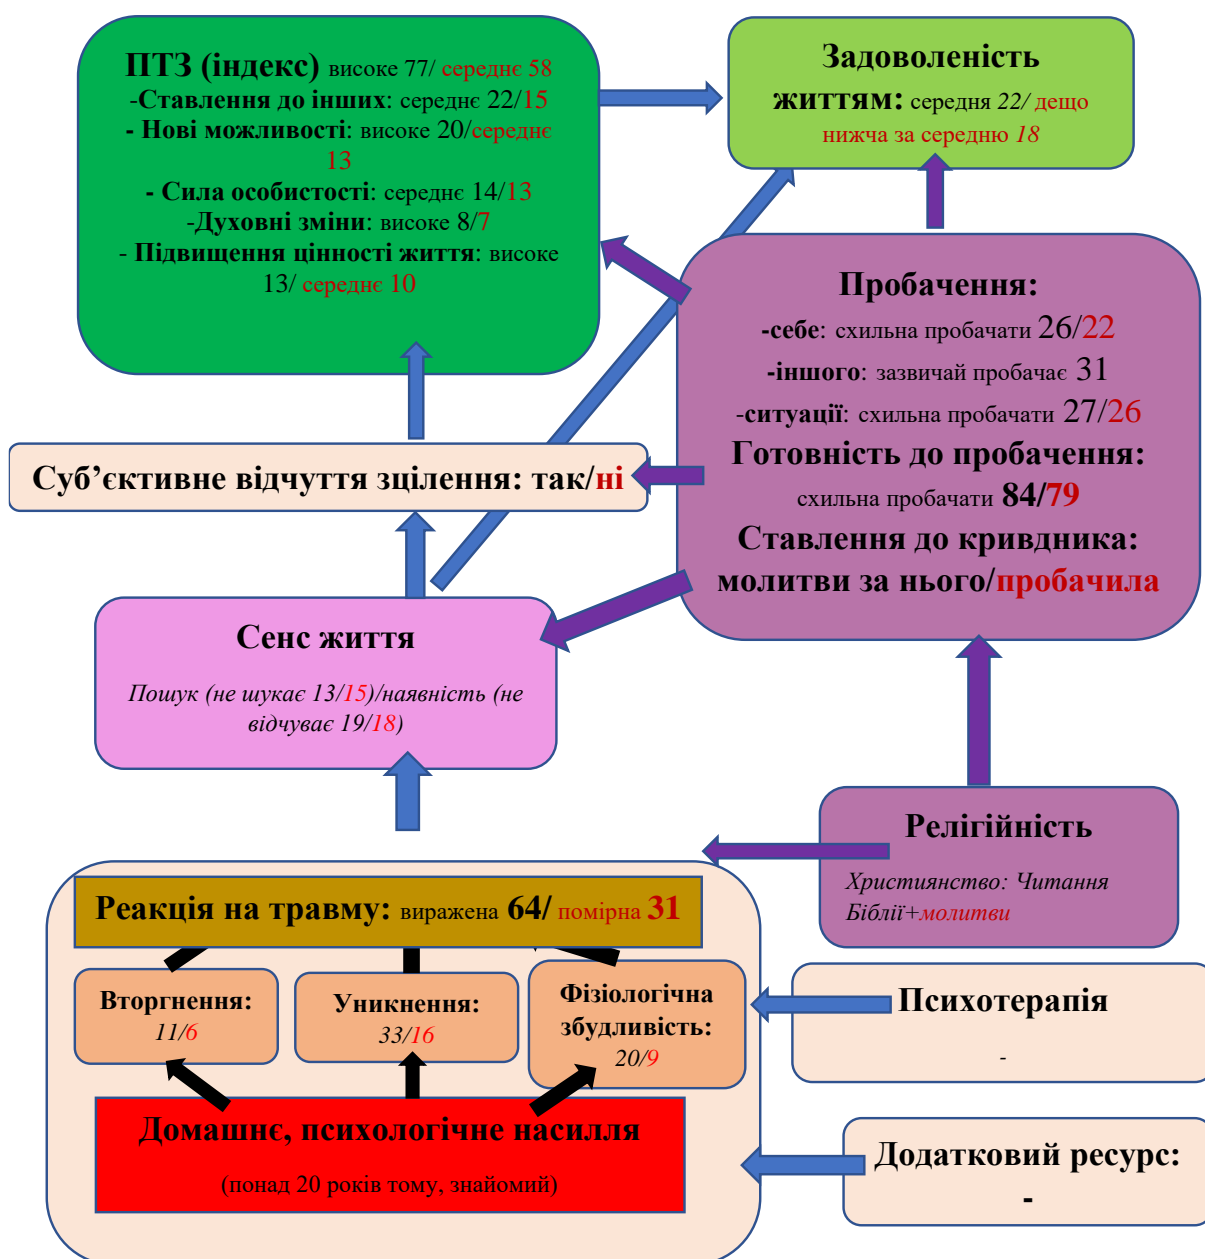 ПТЗ (індекс) високе 77/ середнє 58
-Ставлення до інших: середнє 22/15
- Нові можливості: високе 20/середнє
13
- Сила особистості: середнє 14/13
-Духовні зміни: високе 8/7
- Підвищення цінності життя: високе
13/ середнє 10
Задоволеність
життям: середня 22/ дещо
нижча за середню 18
Пробачення:
-себе: схильна пробачати 26/22
-іншого: зазвичай пробачає 31
-ситуації: схильна пробачати 27/26
Готовність до пробачення:
схильна пробачати 84/79
Ставлення до кривдника:
молитви за нього/пробачила
Суб’єктивне відчуття зцілення: так/ні
Сенс життя
Пошук (не шукає 13/15)/наявність (не
відчуває 19/18)
Релігійність
Християнство: Читання
Біблії+молитви
Реакція на травму: виражена 64/ помірна 31
Вторгнення:
11/6
Уникнення:
33/16
Фізіологічна
збудливість:
20/9
Психотерапія
-
Домашнє, психологічне насилля
(понад 20 років тому, знайомий)
Додатковий ресурс:
-